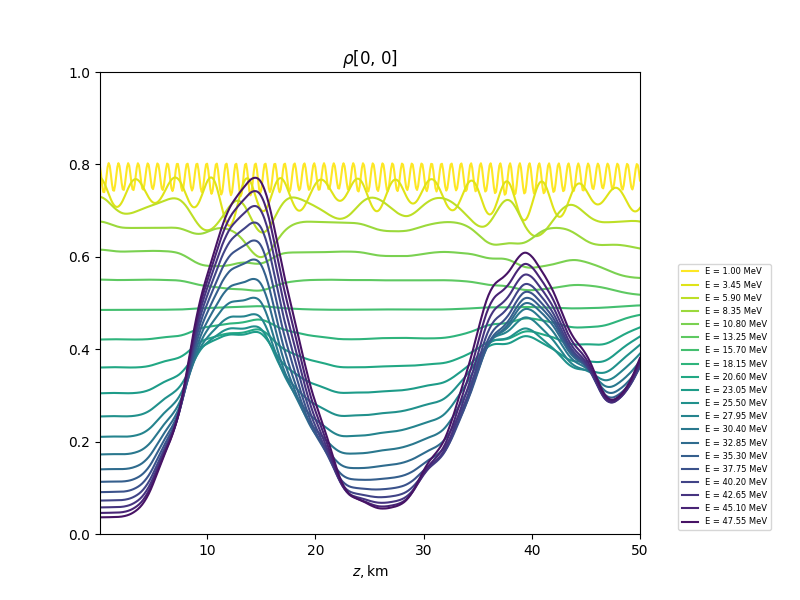 ρ[0, 0]
1.0
0.8
0.6
0.4
0.2
0.0
10
20
30
40
50
z, km
E = 1.00 MeV
E = 3.45 MeV
E = 5.90 MeV
E = 8.35 MeV
E = 10.80 MeV
E = 13.25 MeV
E = 15.70 MeV
E = 18.15 MeV
E = 20.60 MeV
E = 23.05 MeV
E = 25.50 MeV
E = 27.95 MeV
E = 30.40 MeV
E = 32.85 MeV
E = 35.30 MeV
E = 37.75 MeV
E = 40.20 MeV
E = 42.65 MeV
E = 45.10 MeV
E = 47.55 MeV